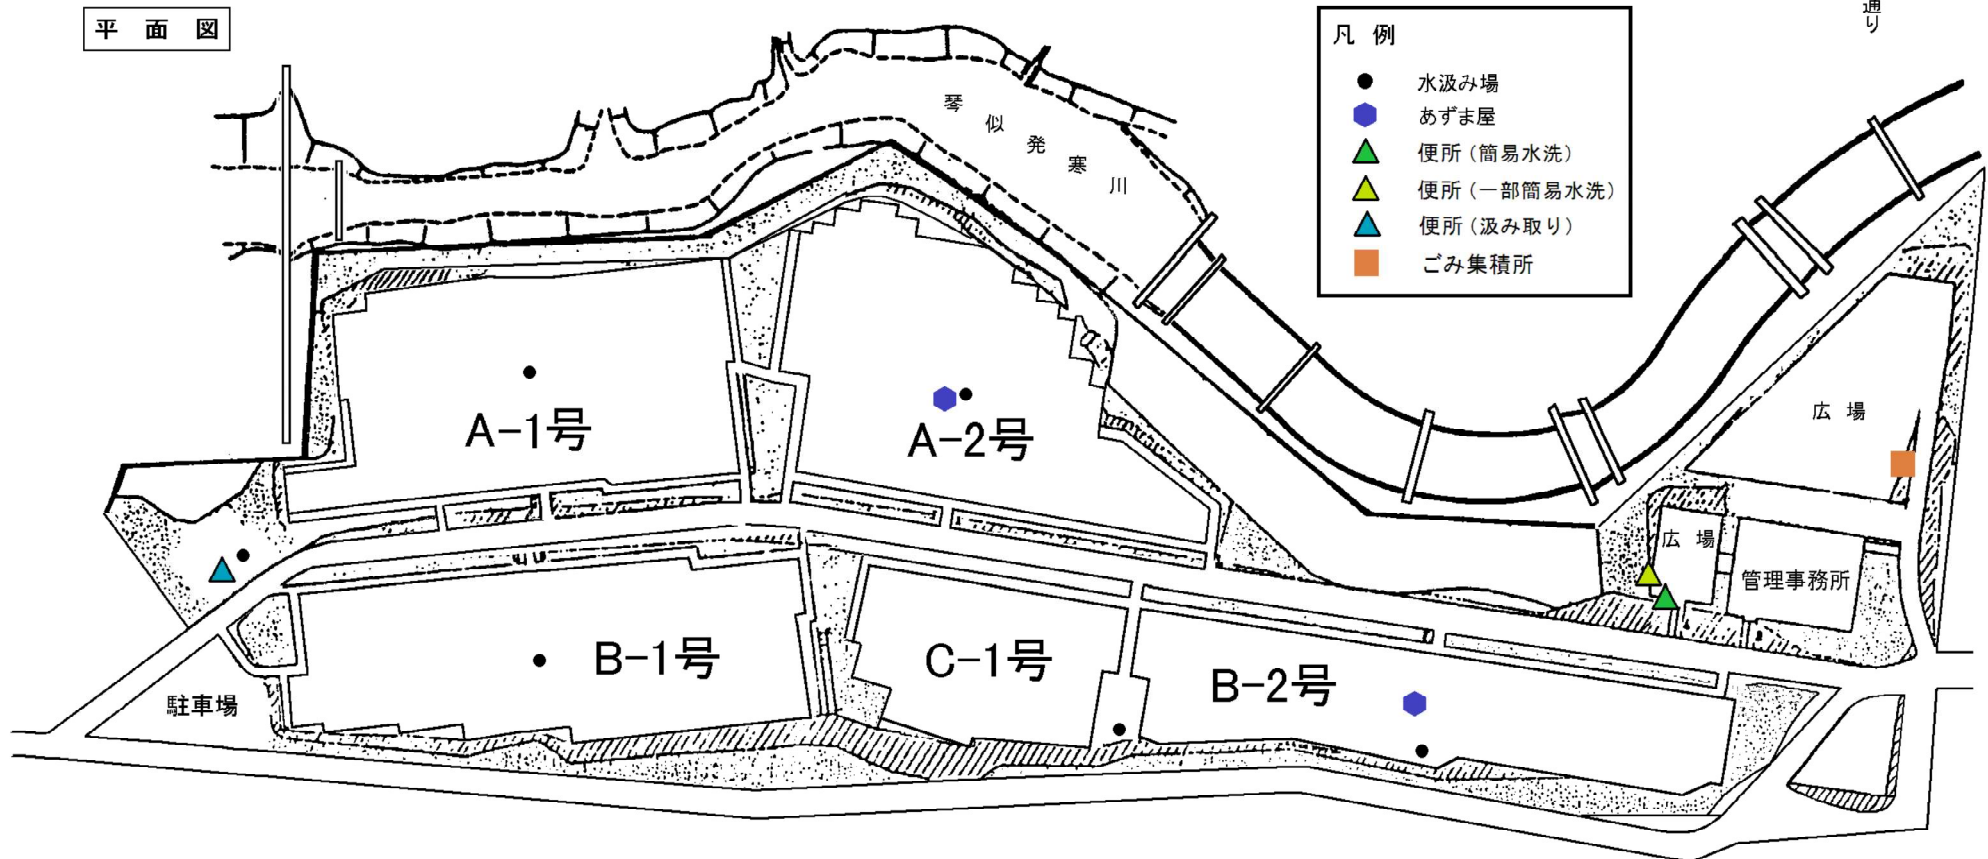 平面図
通り
凡例
水汲み場
あずま屋
便所(簡易水洗)
便所(一部簡易水洗)
便所(汲み取り)
ごみ集積所
琴似発寒川
A-1号
A-2号
広場
広場
管理事務所
B-1号
C-1号
B-2号
駐車場